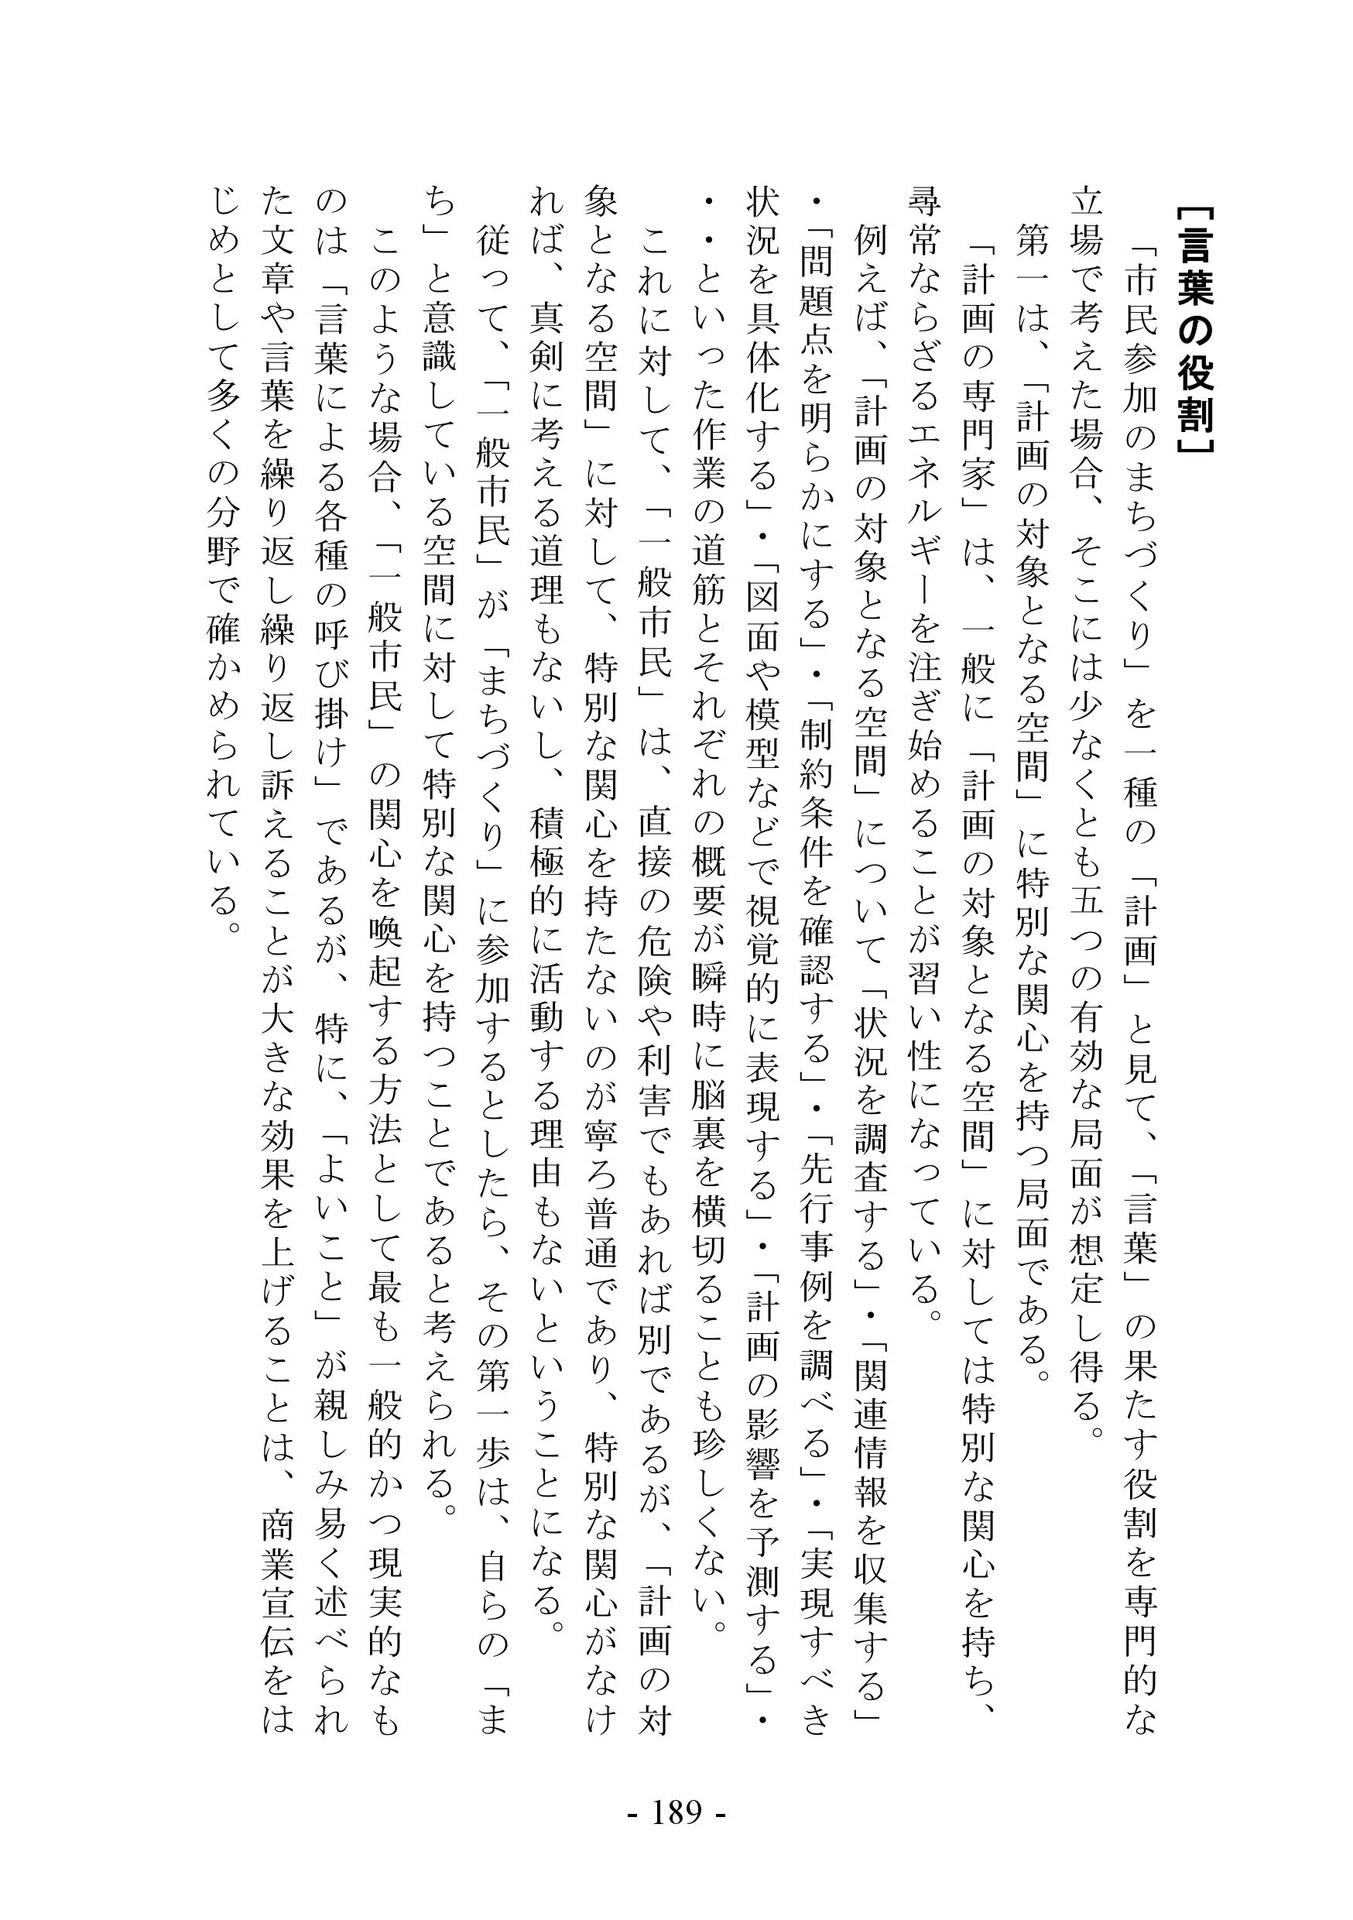 [言葉の役割]
「市民参加のまちづくり」を一種の「計画」と見て、「言葉」の果たす役割を専門的な
立場で考えた場合、そこには少なくとも五つの有効な局面が想定し得る。
第一は、「計画の対象となる空間」に特別な関心を持つ局面である。
「計画の専門家」は、一般に「計画の対象となる空間」に対しては特別な関心を持ち、
尋常ならざるエネルギーを注ぎ始めることが習い性になっている。
例えば、「計画の対象となる空間」について「状況を調査する」・「関連情報を収集する」
・「問題点を明らかにする」・「制約条件を確認する」・「先行事例を調べる」・「実現すべき
状況を具体化する」・「図面や模型などで視覚的に表現する」・「計画の影響を予測する」・
・・といった作業の道筋とそれぞれの概要が瞬時に脳裏を横切ることも珍しくない。
これに対して、「一般市民」は、直接の危険や利害でもあれば別であるが、「計画の対
象となる空間」に対して、特別な関心を持たないのが寧ろ普通であり、特別な関心がなけ
れば、真剣に考える道理もないし、積極的に活動する理由もないということになる。
従って、「一般市民」が「まちづくり」に参加するとしたら、その第一歩は、自らの「ま
ち」と意識している空間に対して特別な関心を持つことであると考えられる。
このような場合、「一般市民」の関心を喚起する方法として最も一般的かつ現実的なも
のは「言葉による各種の呼び掛け」であるが、特に、「よいこと」が親しみ易く述べられ
た文章や言葉を繰り返し繰り返し訴えることが大きな効果を上げることは、商業宣伝をは
じめとして多くの分野で確かめられている。
- 189 -